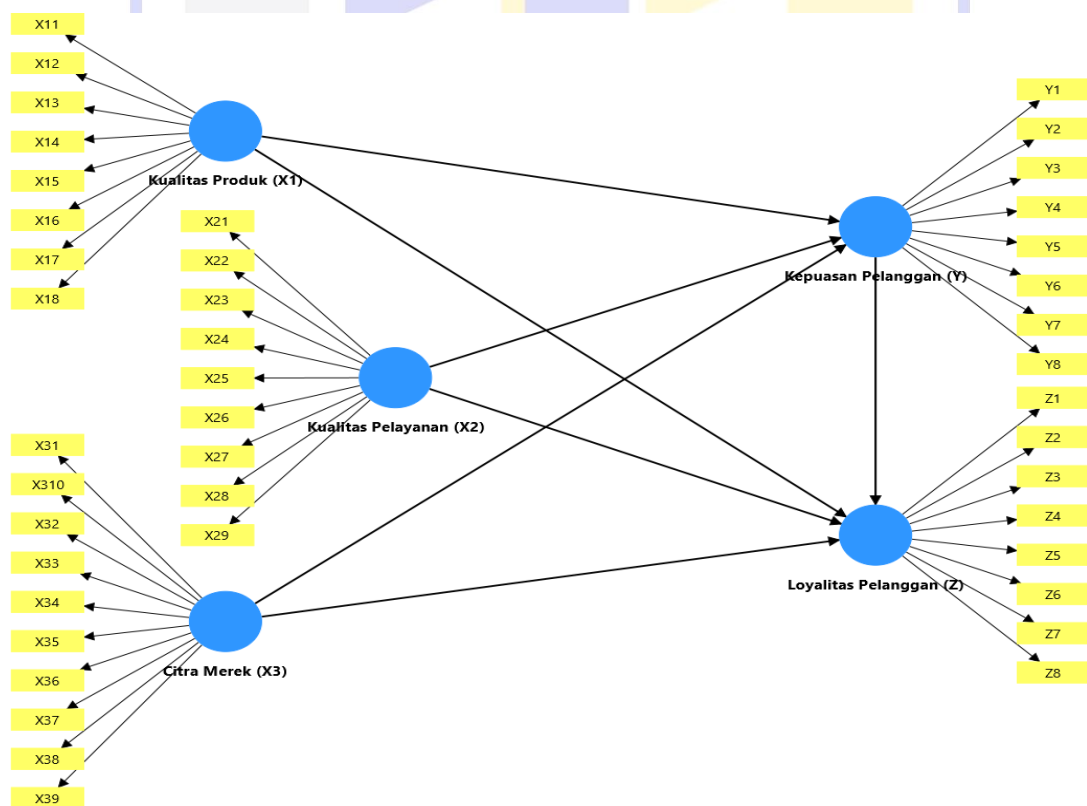 X11
X12
X13
X14
X15
X16
X17
X18
Kualitas Produk (X1)
X21
X22
X23
X24
X25
X26
X27
X28
X29
Kualitas Pelayanan (X2)
X31
X310
X32
X33
X34
X35
X36
X37
X38
X39
Citra Merek (X3)
Y1
Y2
Y3
Y4
Y5
Y6
Y7
Y8
Kepuasan Pelanggan (Y)
Z1
Z2
Z3
Z4
Z5
Z6
Z7
Z8
Loyalitas Pelanggan (Z)